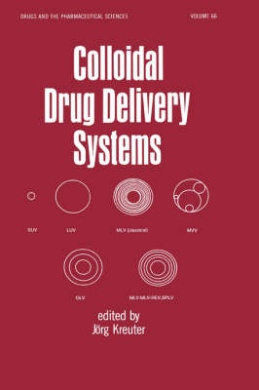 DRUGS AND THE PHARMACEUTICAL SCIENCES VOLUME 66
Colloidal
Drug Delivery
Systems
SUV LUV MLV (classical) MVV
OLV
edited by
Jörg Kreuter